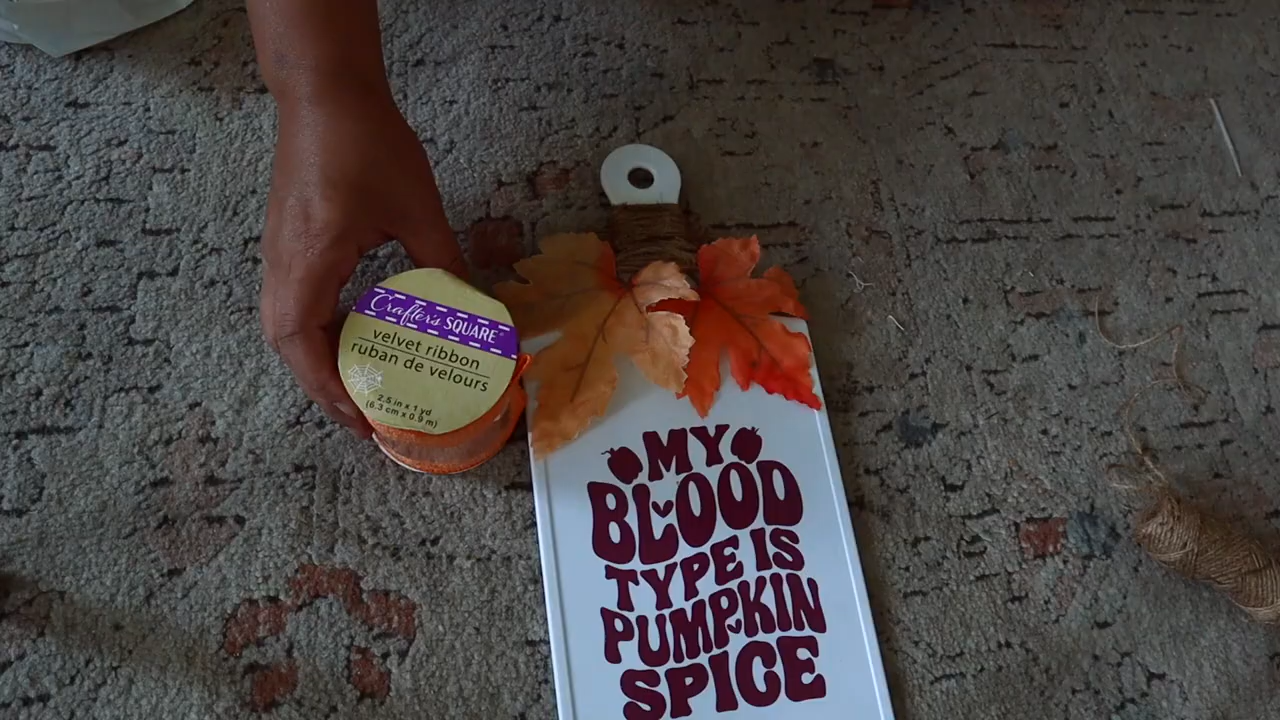 Crafter's SQUARE
velvet ribbon
ruban de velours
2.5 in x 1 yd
(6.3 cm x 0.9 m)
MY
BLOOD
TYPE IS
PUMPKIN
SPICE